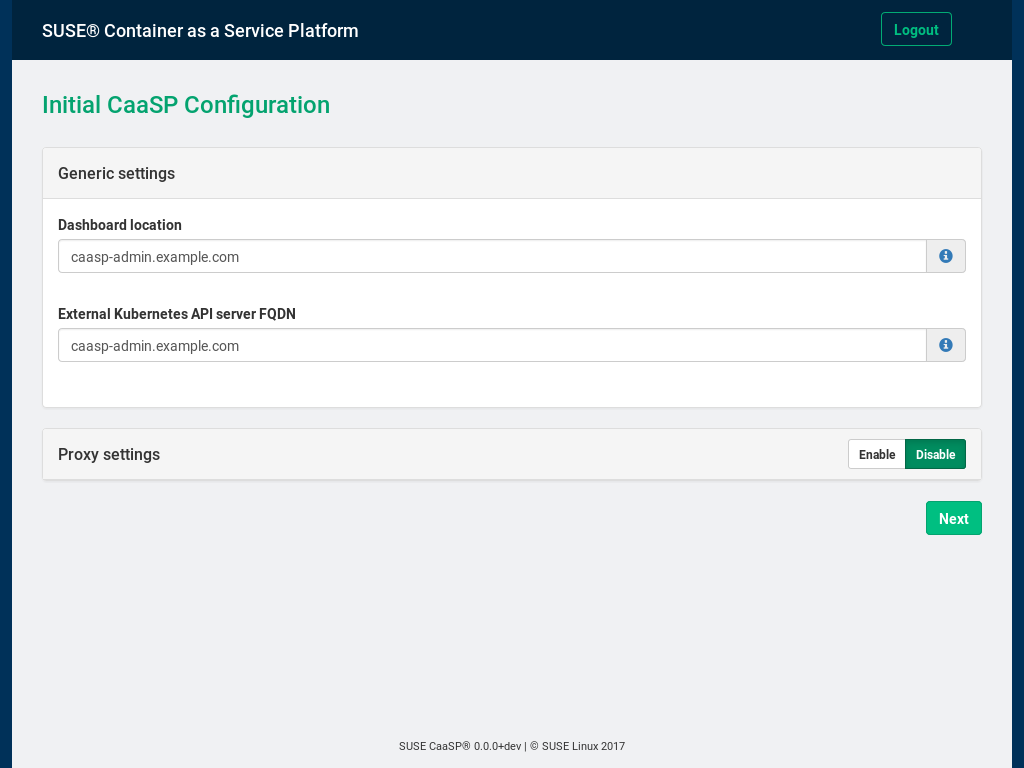 SUSE® Container as a Service Platform
Logout
Initial CaaSP Configuration
Generic settings
Dashboard location
caasp-admin.example.com
External Kubernetes API server FQDN
caasp-admin.example.com
Proxy settings
Enable
Disable
Next
SUSE CaaSP® 0.0.0+dev | © SUSE Linux 2017